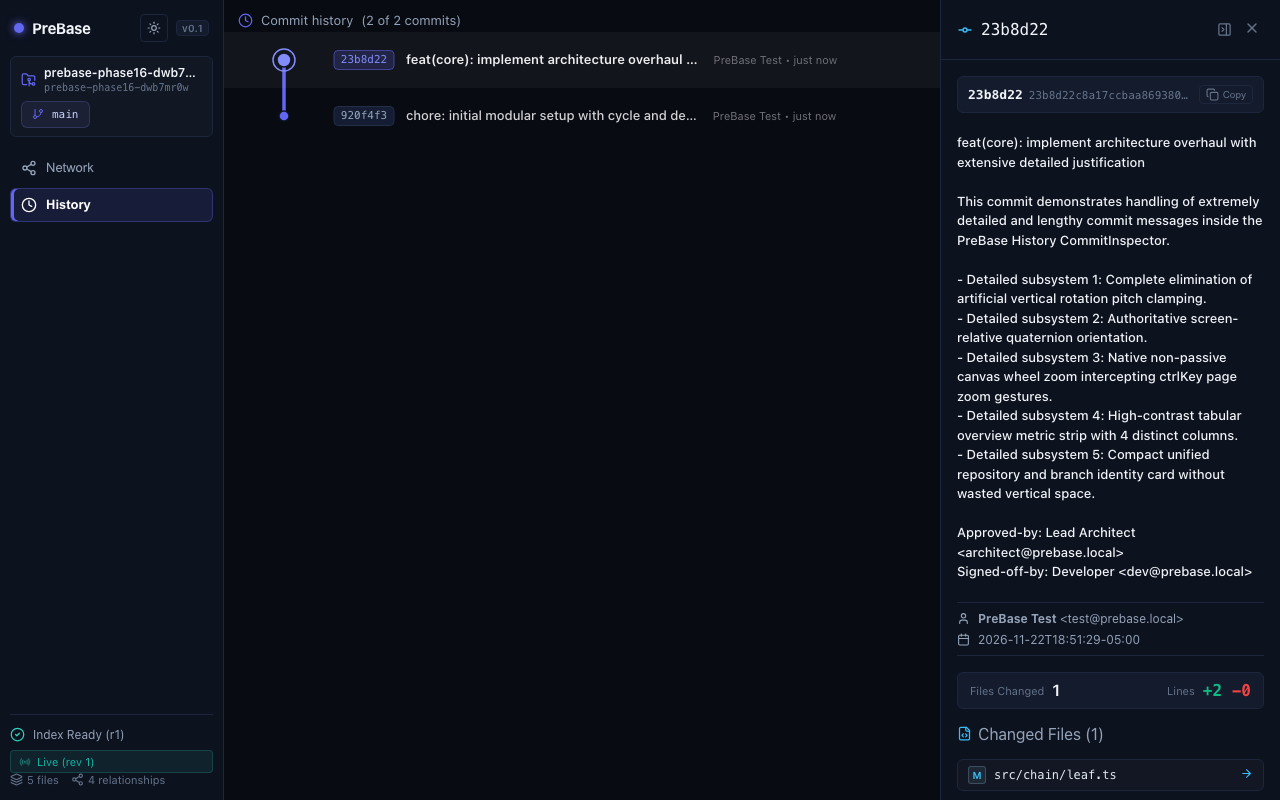 PreBase
v0.1
prebase-phase16-dwb7...
prebase-phase16-dwb7mr0w
main
Network
History
Index Ready (r1)
Live (rev 1)
5 files 4 relationships
Commit history (2 of 2 commits)
23b8d22 feat(core): implement architecture overhaul ... PreBase Test • just now
920f4f3 chore: initial modular setup with cycle and de... PreBase Test • just now
23b8d22
23b8d22 23b8d22c8a17ccbaa869380... Copy
feat(core): implement architecture overhaul with
extensive detailed justification
This commit demonstrates handling of extremely
detailed and lengthy commit messages inside the
PreBase History CommitInspector.
- Detailed subsystem 1: Complete elimination of
artificial vertical rotation pitch clamping.
- Detailed subsystem 2: Authoritative screen-
relative quaternion orientation.
- Detailed subsystem 3: Native non-passive
canvas wheel zoom intercepting ctrlKey page
zoom gestures.
- Detailed subsystem 4: High-contrast tabular
overview metric strip with 4 distinct columns.
- Detailed subsystem 5: Compact unified
repository and branch identity card without
wasted vertical space.
Approved-by: Lead Architect
<architect@prebase.local>
Signed-off-by: Developer <dev@prebase.local>
PreBase Test <test@prebase.local>
2026-11-22T18:51:29-05:00
Files Changed 1 Lines +2 −0
Changed Files (1)
M src/chain/leaf.ts